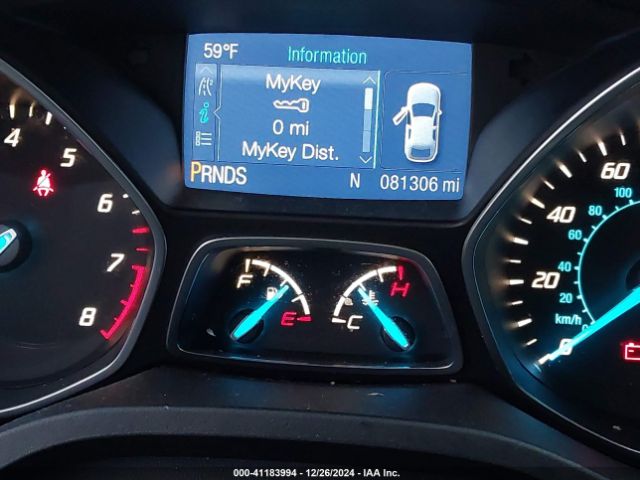 59°F Information
MyKey
0 mi
MyKey Dist.
PRNDS N 081306 mi
4
5
6
7
8
F E
C H
60
40
20
0
100
80
60
40
20
0
km/h
000-41183994 | 12/26/2024 | IAA Inc.